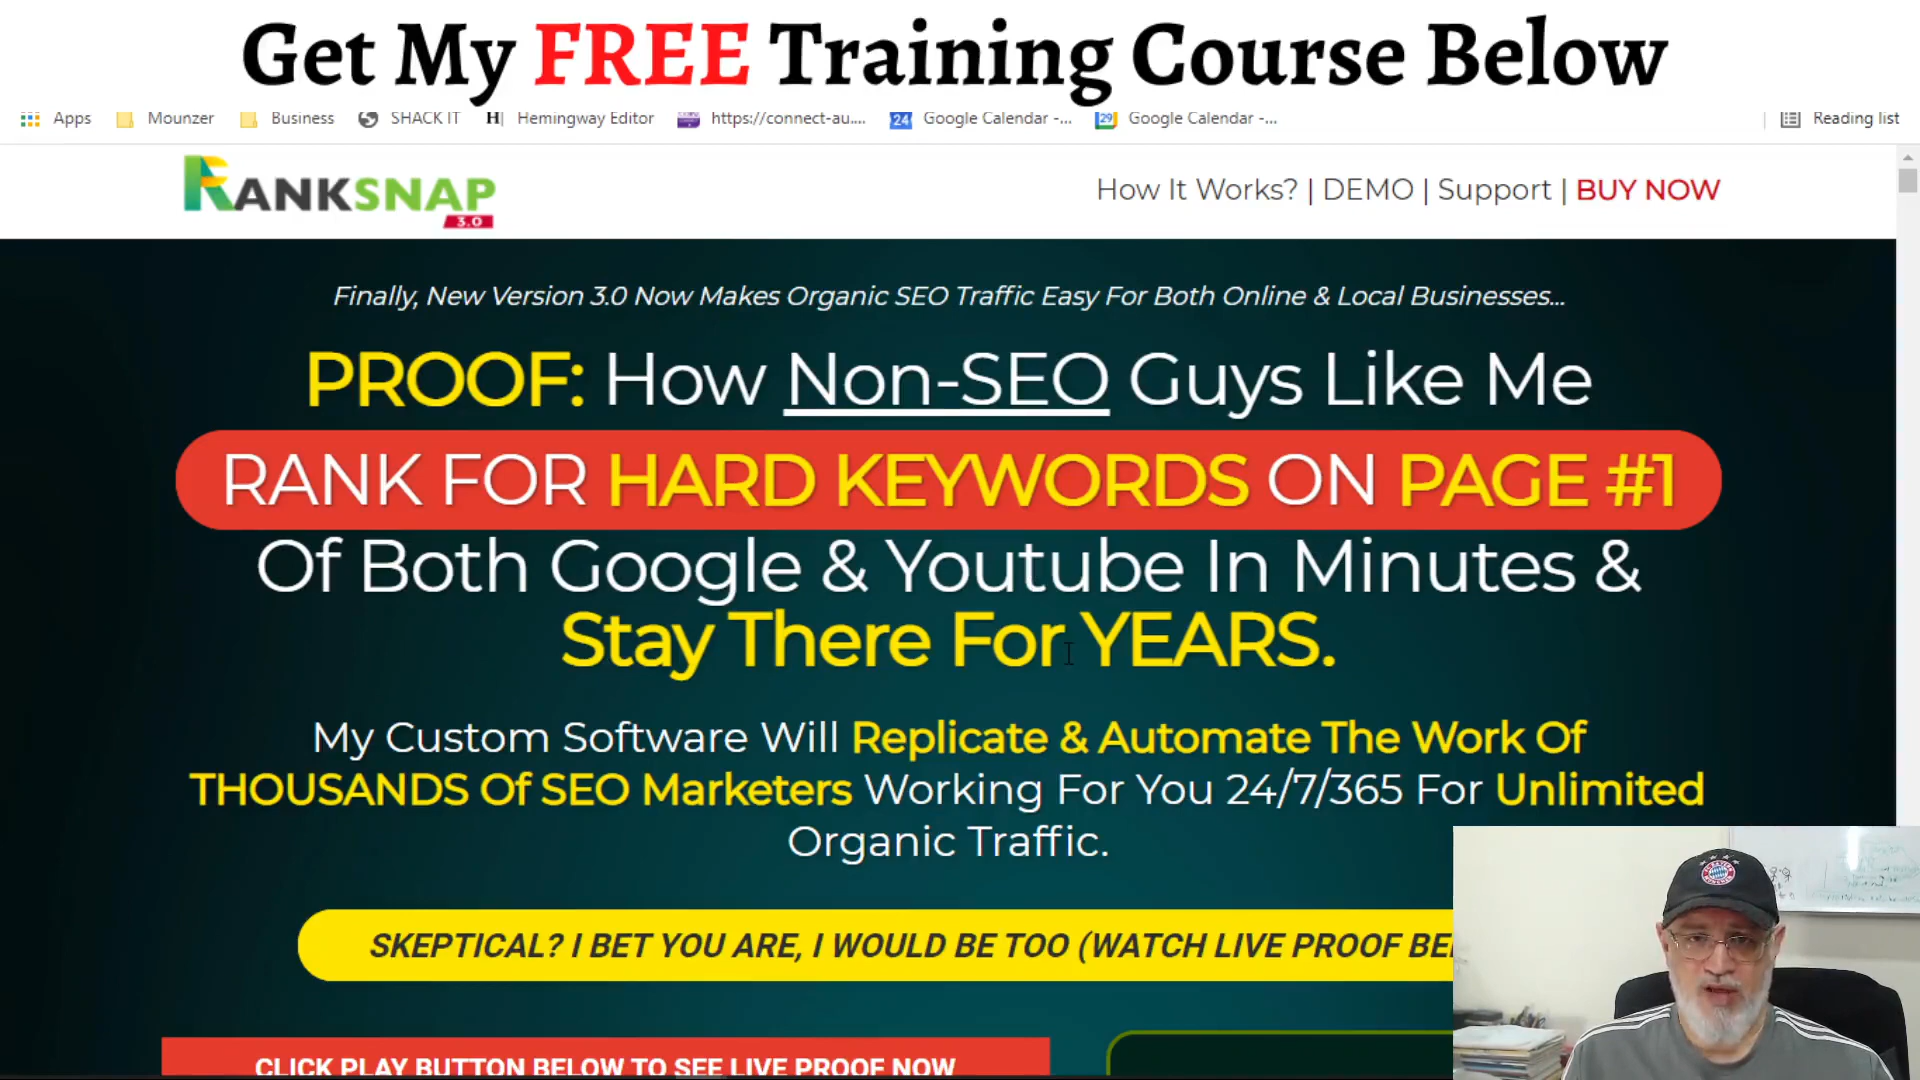 Get My FREE Training Course Below
Apps Mounzer Business SHACK IT H| Hemingway Editor https://connect-au.... 24 Google Calendar -... 29 Google Calendar -... Reading list
RANKSNAP
3.0
How It Works? | DEMO | Support | BUY NOW
Finally, New Version 3.0 Now Makes Organic SEO Traffic Easy For Both Online & Local Businesses...
PROOF: How Non-SEO Guys Like Me
RANK FOR HARD KEYWORDS ON PAGE #1
Of Both Google & Youtube In Minutes &
Stay There For YEARS.
My Custom Software Will Replicate & Automate The Work Of
THOUSANDS Of SEO Marketers Working For You 24/7/365 For Unlimited
Organic Traffic.
SKEPTICAL? I BET YOU ARE, I WOULD BE TOO (WATCH LIVE PROOF BE
CLICK PLAY BUTTON BELOW TO SEE LIVE PROOF NOW